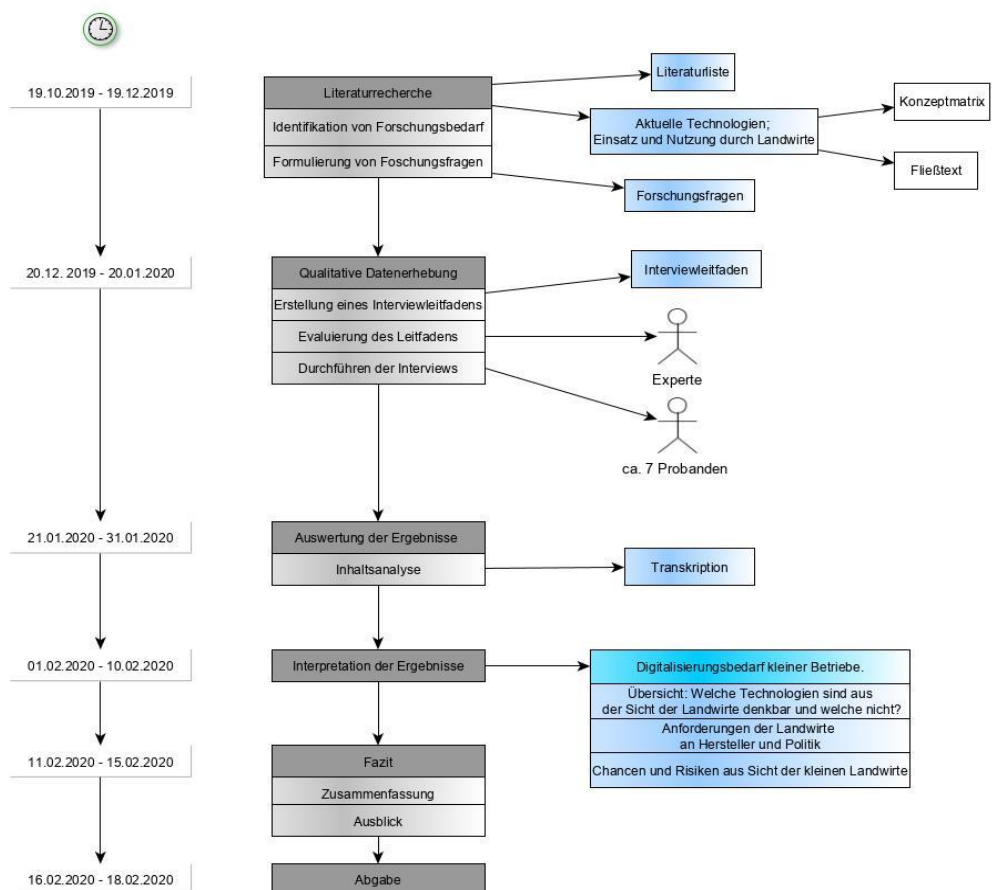 19.10.2019 - 19.12.2019
Literaturrecherche
Identifikation von Forschungsbedarf
Formulierung von Foschungsfragen
Literaturliste
Aktuelle Technologien;
Einsatz und Nutzung durch Landwirte
Konzeptmatrix
Fließtext
Forschungsfragen
20.12. 2019 - 20.01.2020
Qualitative Datenerhebung
Erstellung eines Interviewleitfadens
Evaluierung des Leitfadens
Durchführen der Interviews
Interviewleitfaden
Experte
ca. 7 Probanden
21.01.2020 - 31.01.2020
Auswertung der Ergebnisse
Inhaltsanalyse
Transkription
01.02.2020 - 10.02.2020
Interpretation der Ergebnisse
Digitalisierungsbedarf kleiner Betriebe.
Übersicht: Welche Technologien sind aus
der Sicht der Landwirte denkbar und welche nicht?
Anforderungen der Landwirte
an Hersteller und Politik
Chancen und Risiken aus Sicht der kleinen Landwirte
11.02.2020 - 15.02.2020
Fazit
Zusammenfassung
Ausblick
16.02.2020 - 18.02.2020
Abgabe